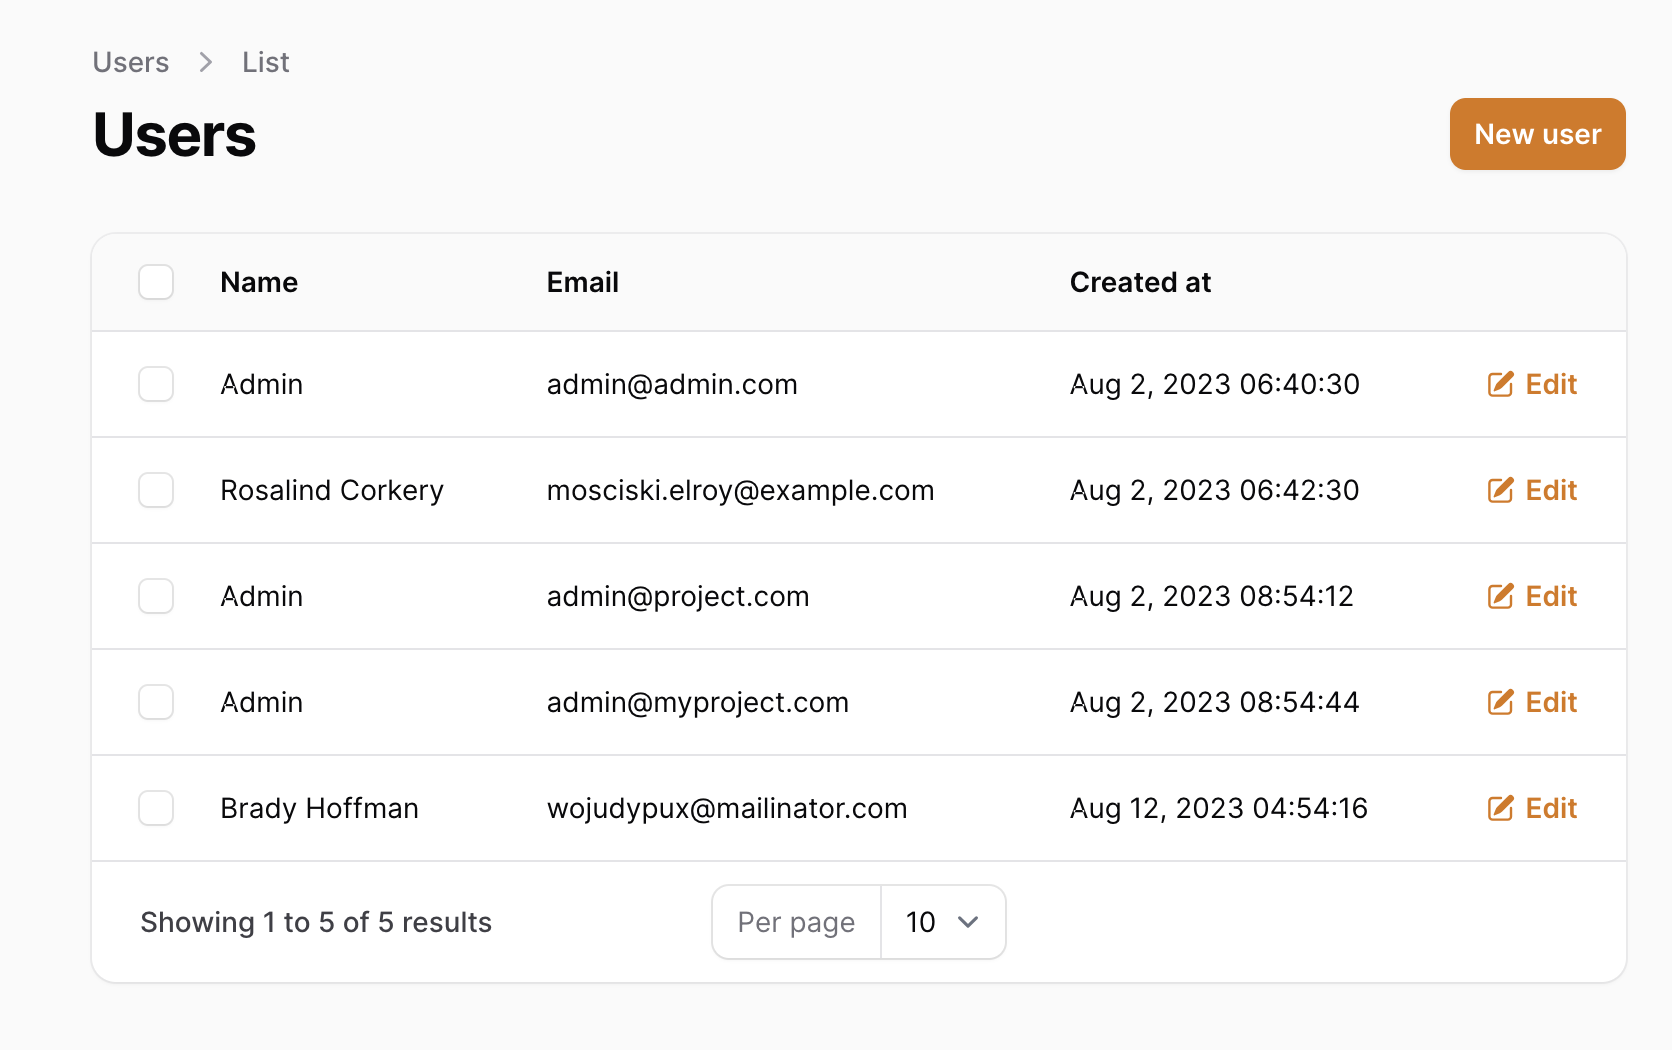 Users > List
Users
New user
Name Email Created at
Admin admin@admin.com Aug 2, 2023 06:40:30 Edit
Rosalind Corkery mosciski.elroy@example.com Aug 2, 2023 06:42:30 Edit
Admin admin@project.com Aug 2, 2023 08:54:12 Edit
Admin admin@myproject.com Aug 2, 2023 08:54:44 Edit
Brady Hoffman wojudypux@mailinator.com Aug 12, 2023 04:54:16 Edit
Showing 1 to 5 of 5 results Per page 10